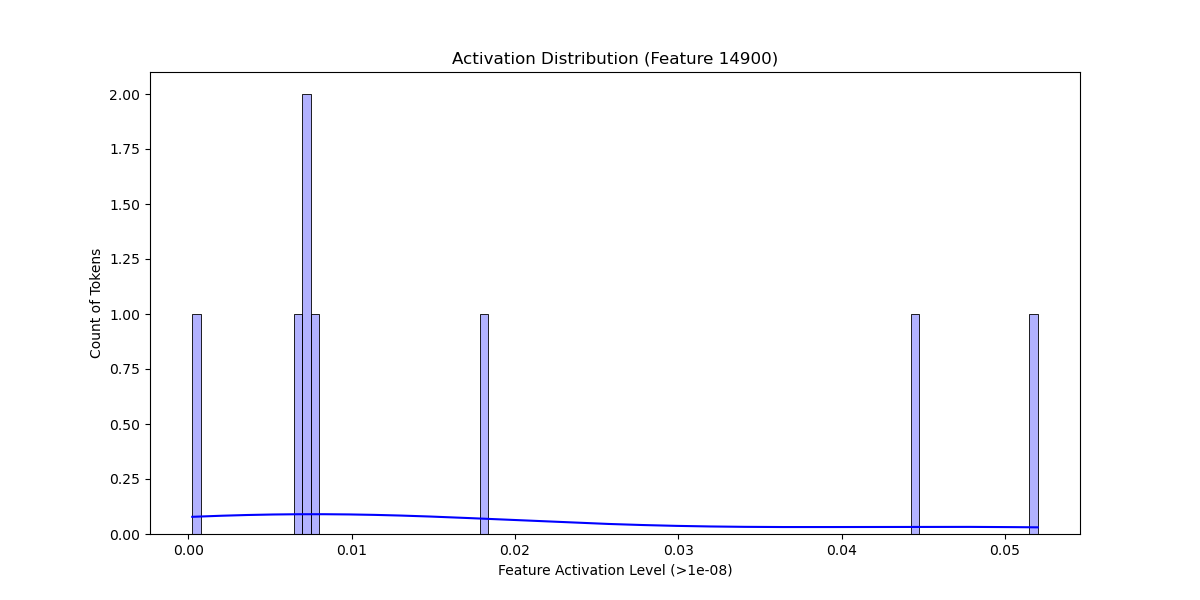 Activation Distribution (Feature 14900)
2.00
1.75
1.50
1.25
1.00
0.75
0.50
0.25
0.00
Count of Tokens
0.00 0.01 0.02 0.03 0.04 0.05
Feature Activation Level (>1e-08)